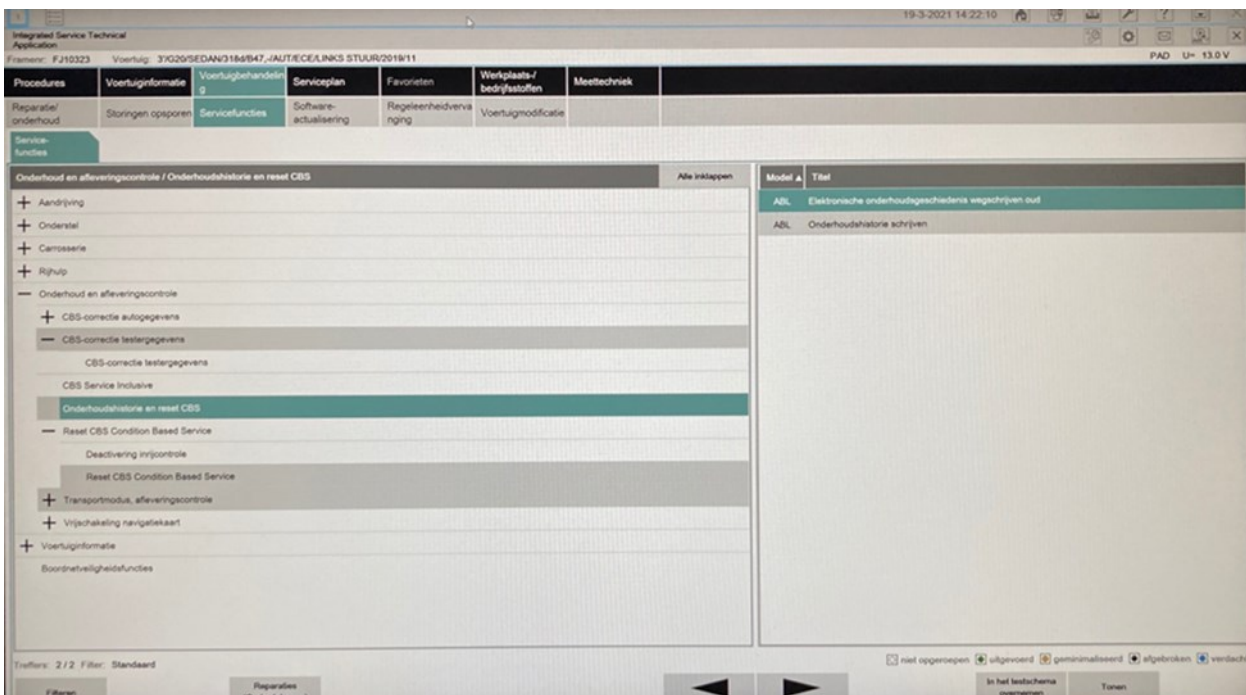 19-3-2021 14:22:10
Integrated Service Technical
Application
Framenr: FJ10323 Voertuig: 3'/G20/SEDAN/318d/B47,-/AUT/ECE/LINKS STUUR/2019/11 PAD U= 13.0 V
Procedures Voertuiginformatie Voertuigbehandelin
g Serviceplan Favorieten Werkplaats-/
bedrijfsstoffen Meettechniek
Reparatie/
onderhoud Storingen opsporen Servicefuncties Software-
actualisering Regeleenheidverva
nging Voertuigmodificatie
Service-
functies
Onderhoud en afleveringscontrole / Onderhoudshistorie en reset CBS Alle inklappen Model Titel
Aandrijving
ABL Elektronische onderhoudsgeschiedenis wegschrijven oud
Onderstel
ABL Onderhoudshistorie schrijven
Carrosserie
Rijhulp
Onderhoud en afleveringscontrole
CBS-correctie autogegevens
CBS-correctie testergegevens
CBS-correctie testergegevens
CBS Service Inclusive
Onderhoudshistorie en reset CBS
Reset CBS Condition Based Service
Deactivering inrijcontrole
Reset CBS Condition Based Service
Transportmodus, afleveringscontrole
Vrijschakeling navigatiekaart
Voertuiginformatie
Boordnetveiligheidsfuncties
Treffers: 2 / 2 Filter: Standaard
niet opgeroepen uitgevoerd geminimaliseerd afgebroken verdacht
Filteren Reparaties In het testschema
overnemen Tonen